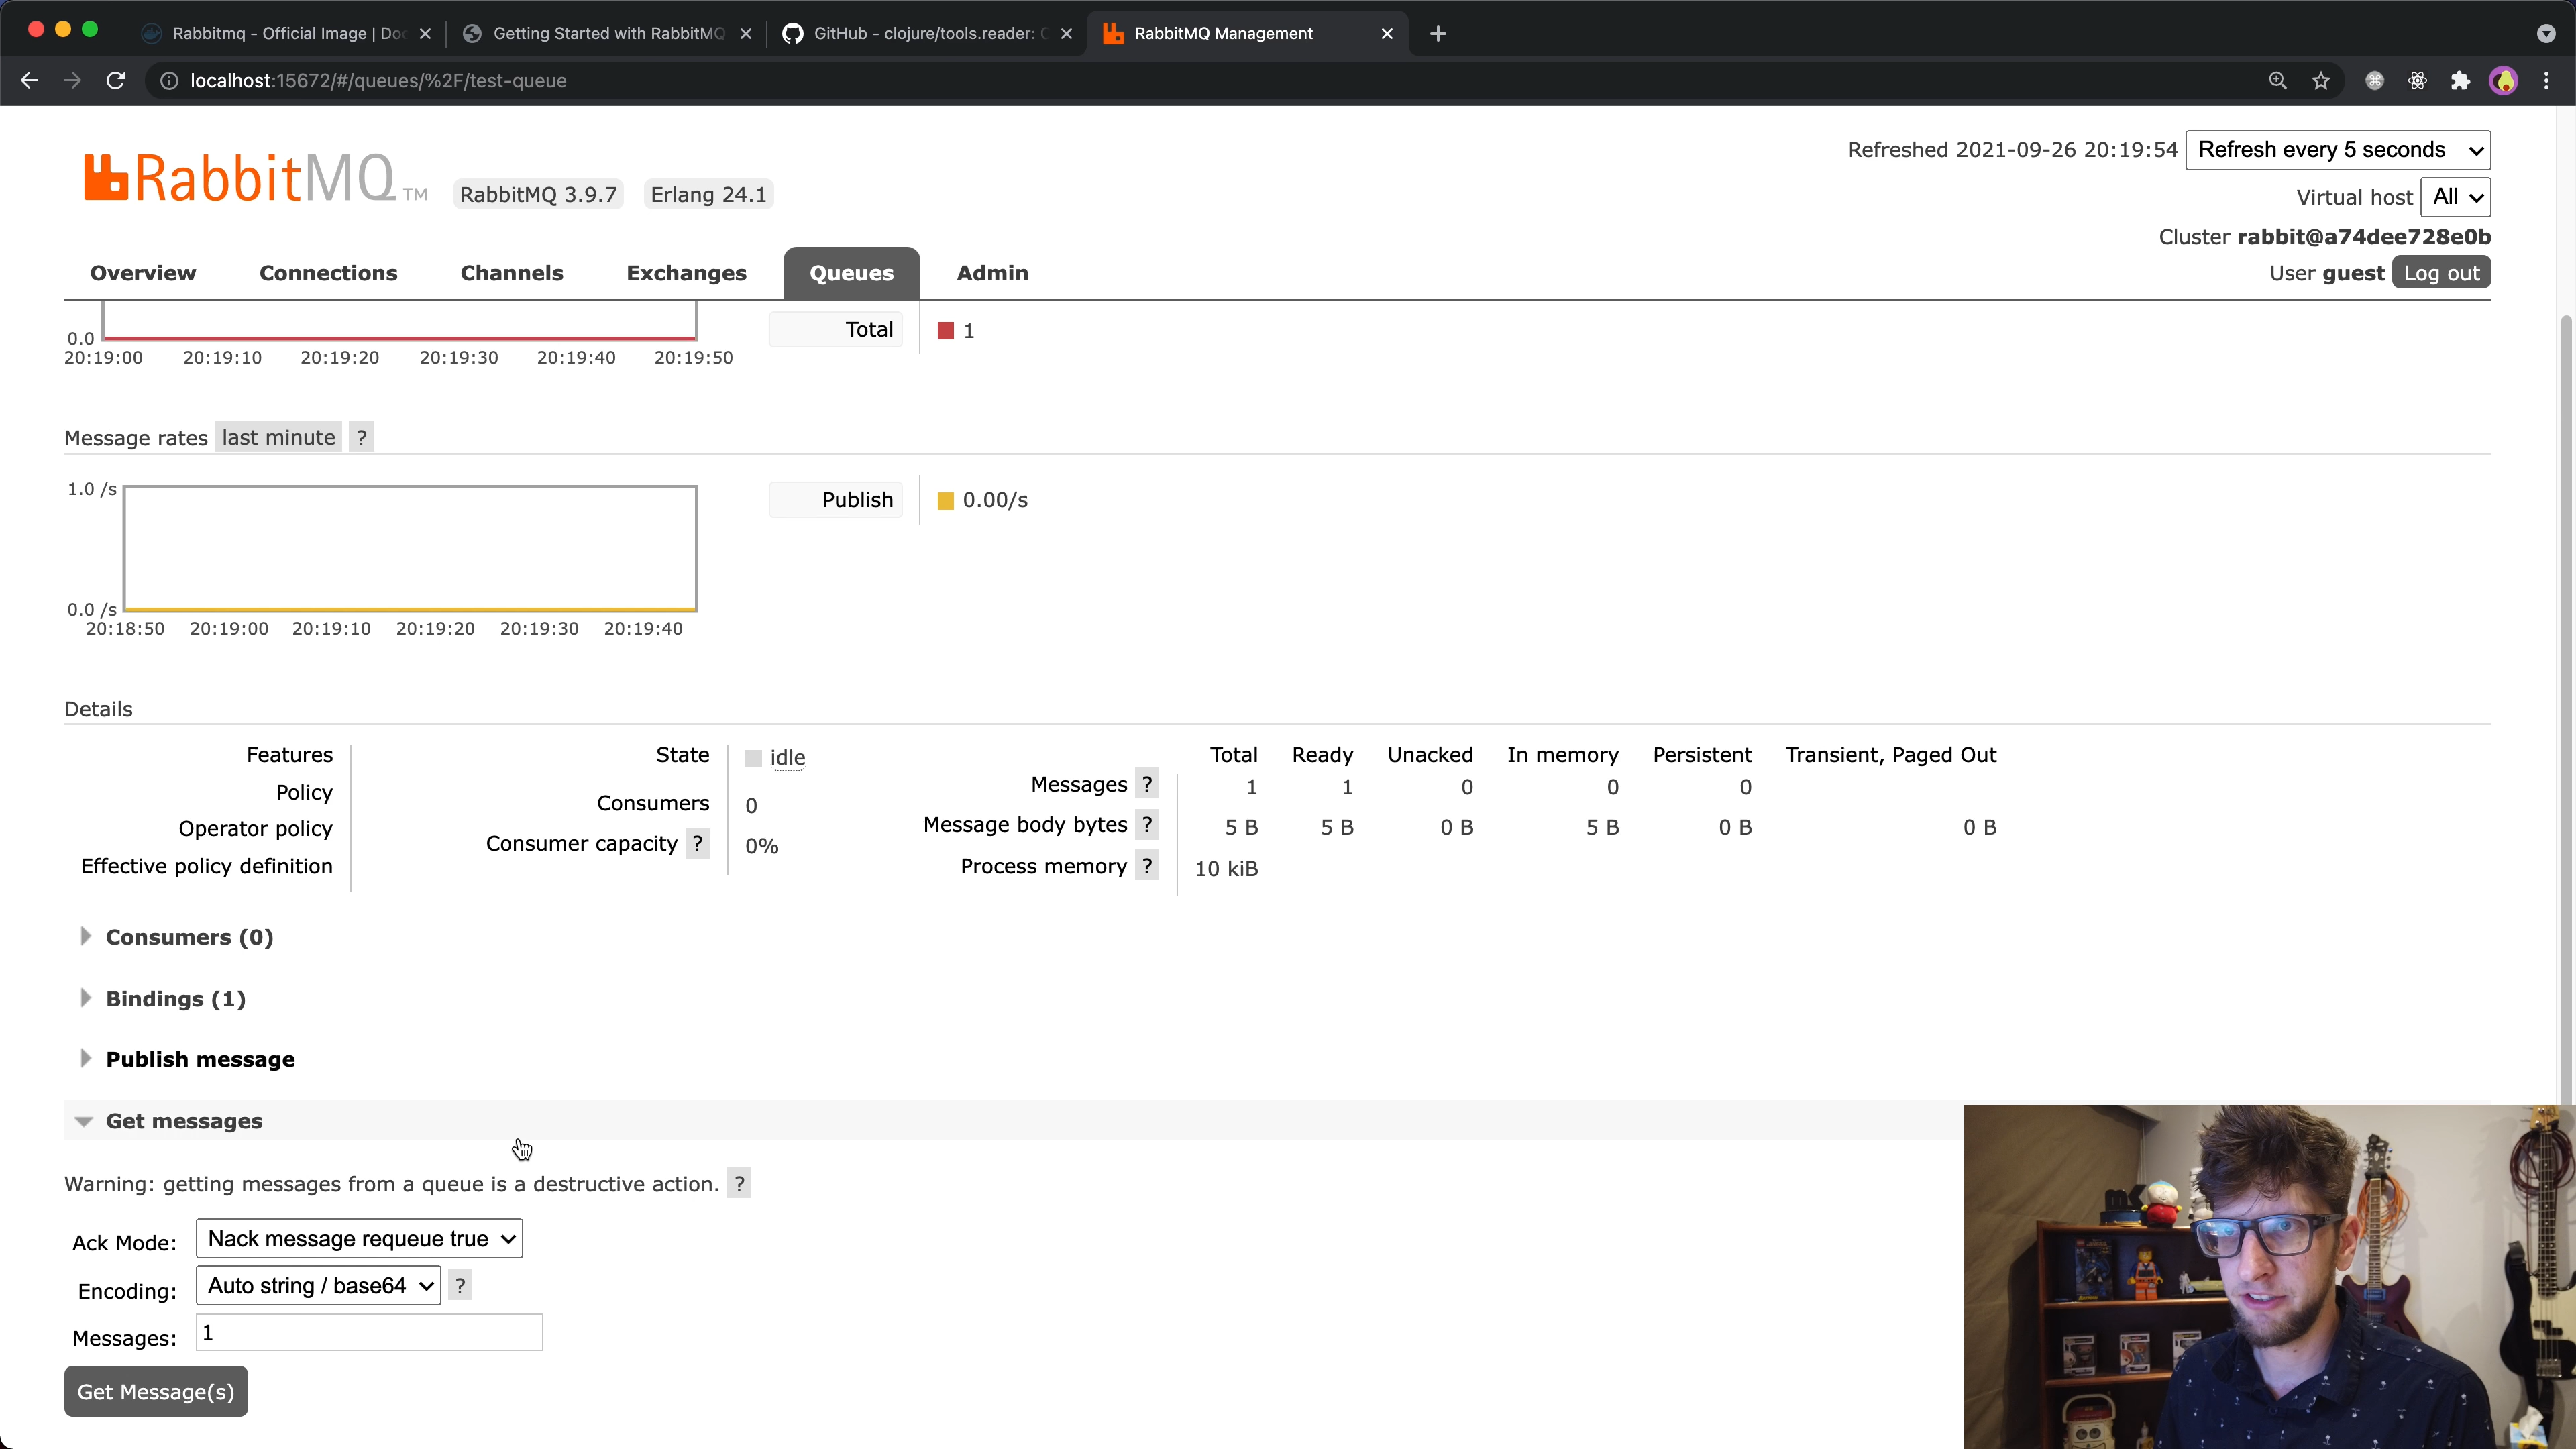 Rabbitmq - Official Image | Doc
Getting Started with RabbitMQ
GitHub - clojure/tools.reader: C
RabbitMQ Management
localhost:15672/#/queues/%2F/test-queue
RabbitMQ TM
RabbitMQ 3.9.7
Erlang 24.1
Refreshed 2021-09-26 20:19:54
Refresh every 5 seconds
Virtual host All
Cluster rabbit@a74dee728e0b
User guest Log out
Overview Connections Channels Exchanges Queues Admin
0.0
20:19:00 20:19:10 20:19:20 20:19:30 20:19:40 20:19:50
Total 1
Message rates last minute ?
1.0 /s
0.0 /s
20:18:50 20:19:00 20:19:10 20:19:20 20:19:30 20:19:40
Publish 0.00/s
Details
Features
Policy
Operator policy
Effective policy definition
State idle
Consumers 0
Consumer capacity ? 0%
Total Ready Unacked In memory Persistent Transient, Paged Out
Messages ? 1 1 0 0 0
Message body bytes ? 5 B 5 B 0 B 5 B 0 B 0 B
Process memory ? 10 kiB
Consumers (0)
Bindings (1)
Publish message
Get messages
Warning: getting messages from a queue is a destructive action. ?
Ack Mode: Nack message requeue true
Encoding: Auto string / base64 ?
Messages: 1
Get Message(s)